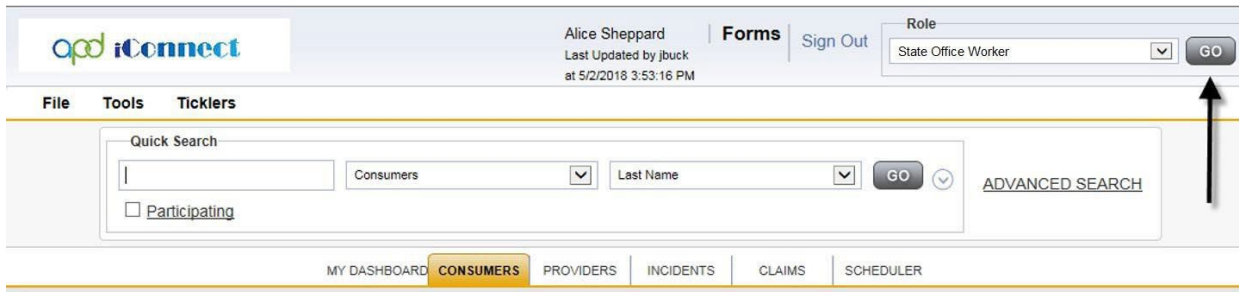 apd iConnect
Alice Sheppard
Last Updated by jbuck
at 5/2/2018 3:53:16 PM
Forms
Sign Out
Role
State Office Worker
GO
File Tools Ticklers
Quick Search
Consumers Last Name GO
ADVANCED SEARCH
Participating
MY DASHBOARD CONSUMERS PROVIDERS INCIDENTS CLAIMS SCHEDULER